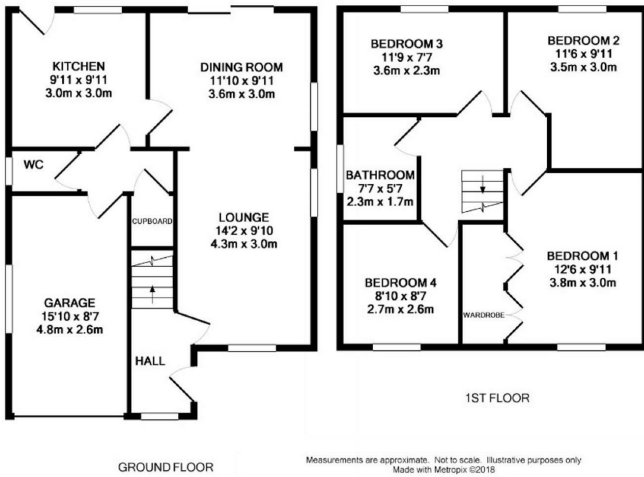 KITCHEN
9'11 x 9'11
3.0m x 3.0m
DINING ROOM
11'10 x 9'11
3.6m x 3.0m
WC
CUPBOARD
LOUNGE
14'2 x 9'10
4.3m x 3.0m
GARAGE
15'10 x 8'7
4.8m x 2.6m
HALL
GROUND FLOOR
BEDROOM 3
11'9 x 7'7
3.6m x 2.3m
BEDROOM 2
11'6 x 9'11
3.5m x 3.0m
BATHROOM
7'7 x 5'7
2.3m x 1.7m
BEDROOM 4
8'10 x 8'7
2.7m x 2.6m
WARDROBE
BEDROOM 1
12'6 x 9'11
3.8m x 3.0m
1ST FLOOR
Measurements are approximate. Not to scale. Illustrative purposes only
Made with Metropix ©2018